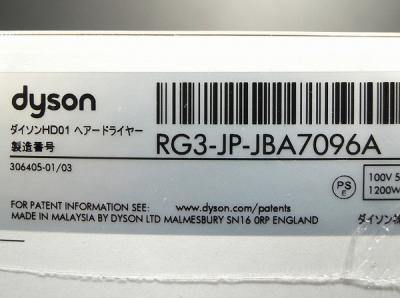 dyson
ダイソンHD01 ヘアードライヤー
製造番号
RG3-JP-JBA7096A
306405-01/03
PS
E
100V 5
1200W
FOR PATENT INFORMATION SEE: www.dyson.com/patents
MADE IN MALAYSIA BY DYSON LTD MALMESBURY SN16 0RP ENGLAND
ダイソン